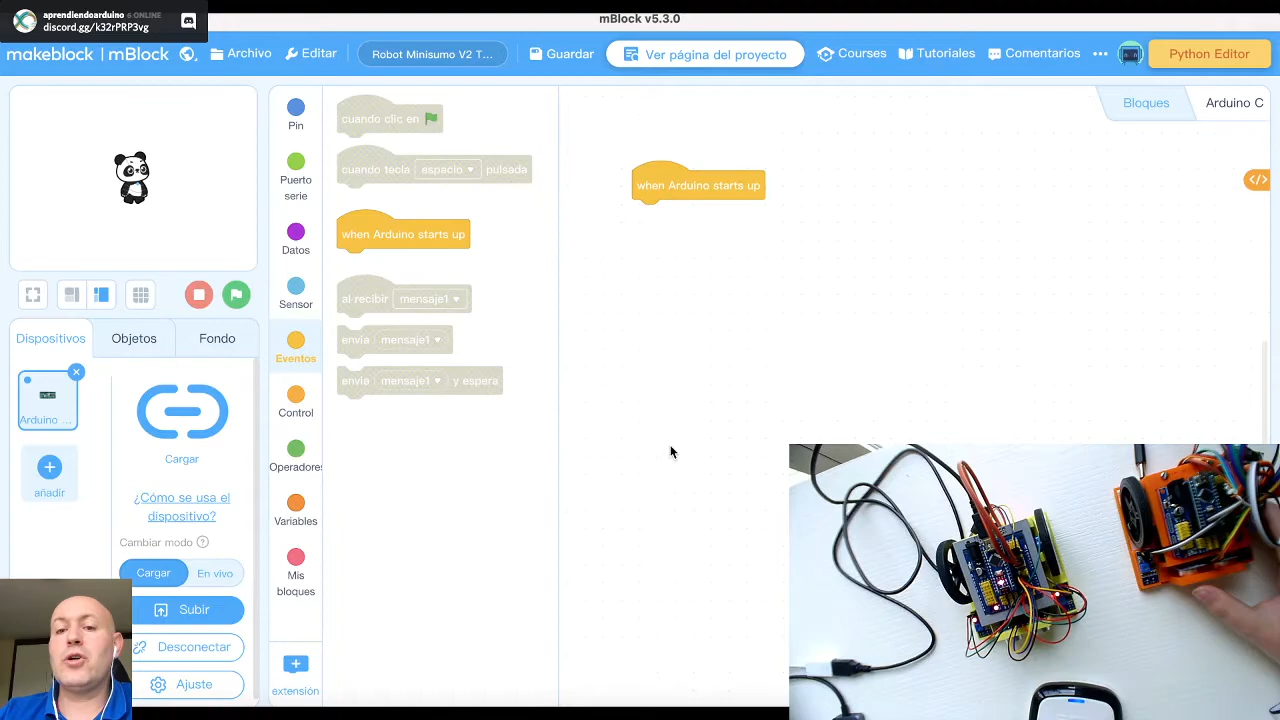 mBlock v5.3.0
aprendiendoarduino 6 ONLINE
discord.gg/k32rPRP3vg
makeblock | mBlock
Archivo
Editar
Robot Minisumo V2 T...
Guardar
Ver página del proyecto
Courses
Tutoriales
Comentarios
Python Editor
Bloques
Arduino C
Pin
Puerto
serie
Datos
Sensor
Eventos
Control
Operadore
Variables
Mis
bloques
extensión
cuando clic en
cuando tecla espacio pulsada
when Arduino starts up
al recibir mensaje1
envía mensaje1
envía mensaje1 y espera
when Arduino starts up
Dispositivos
Objetos
Fondo
Arduino ...
añadir
Cargar
¿Cómo se usa el
dispositivo?
Cambiar modo ?
Cargar
En vivo
Subir
Desconectar
Ajuste